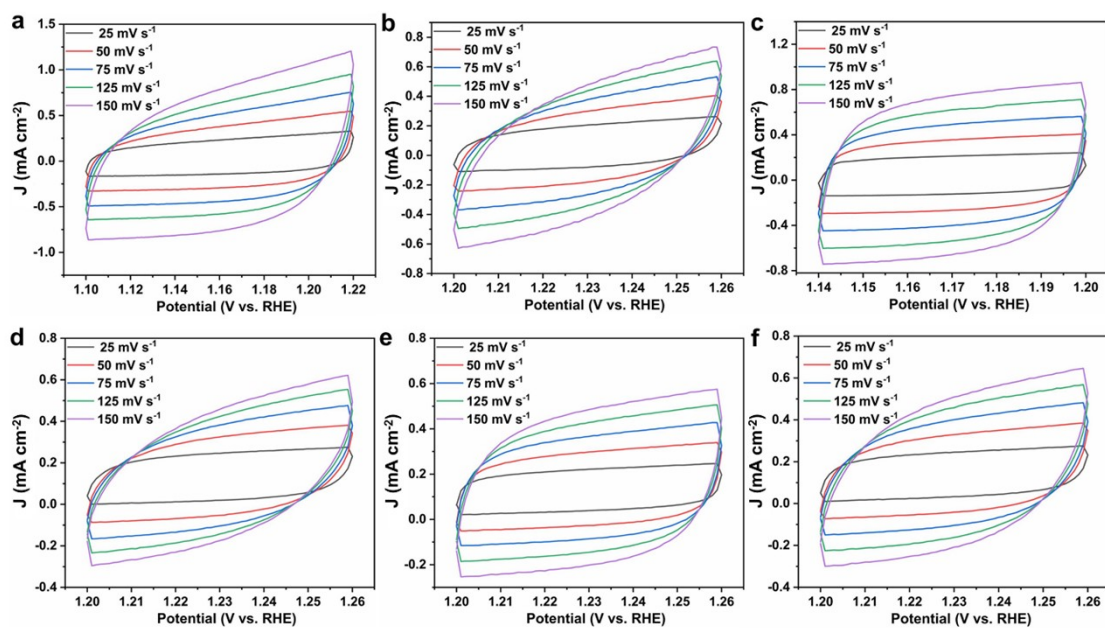 a
25 mV s⁻¹
50 mV s⁻¹
75 mV s⁻¹
125 mV s⁻¹
150 mV s⁻¹
J (mA cm⁻²)
1.5
1.0
0.5
0.0
-0.5
-1.0
1.10 1.12 1.14 1.16 1.18 1.20 1.22
Potential (V vs. RHE)
b
25 mV s⁻¹
50 mV s⁻¹
75 mV s⁻¹
125 mV s⁻¹
150 mV s⁻¹
J (mA cm⁻²)
0.8
0.6
0.4
0.2
0.0
-0.2
-0.4
-0.6
-0.8
1.20 1.21 1.22 1.23 1.24 1.25 1.26
Potential (V vs. RHE)
c
25 mV s⁻¹
50 mV s⁻¹
75 mV s⁻¹
125 mV s⁻¹
150 mV s⁻¹
J (mA cm⁻²)
1.2
0.8
0.4
0.0
-0.4
-0.8
1.14 1.15 1.16 1.17 1.18 1.19 1.20
Potential (V vs. RHE)
d
25 mV s⁻¹
50 mV s⁻¹
75 mV s⁻¹
125 mV s⁻¹
150 mV s⁻¹
J (mA cm⁻²)
0.8
0.6
0.4
0.2
0.0
-0.2
-0.4
1.20 1.21 1.22 1.23 1.24 1.25 1.26
Potential (V vs. RHE)
e
25 mV s⁻¹
50 mV s⁻¹
75 mV s⁻¹
125 mV s⁻¹
150 mV s⁻¹
J (mA cm⁻²)
0.8
0.6
0.4
0.2
0.0
-0.2
1.20 1.21 1.22 1.23 1.24 1.25 1.26
Potential (V vs. RHE)
f
25 mV s⁻¹
50 mV s⁻¹
75 mV s⁻¹
125 mV s⁻¹
150 mV s⁻¹
J (mA cm⁻²)
0.8
0.6
0.4
0.2
0.0
-0.2
-0.4
1.20 1.21 1.22 1.23 1.24 1.25 1.26
Potential (V vs. RHE)